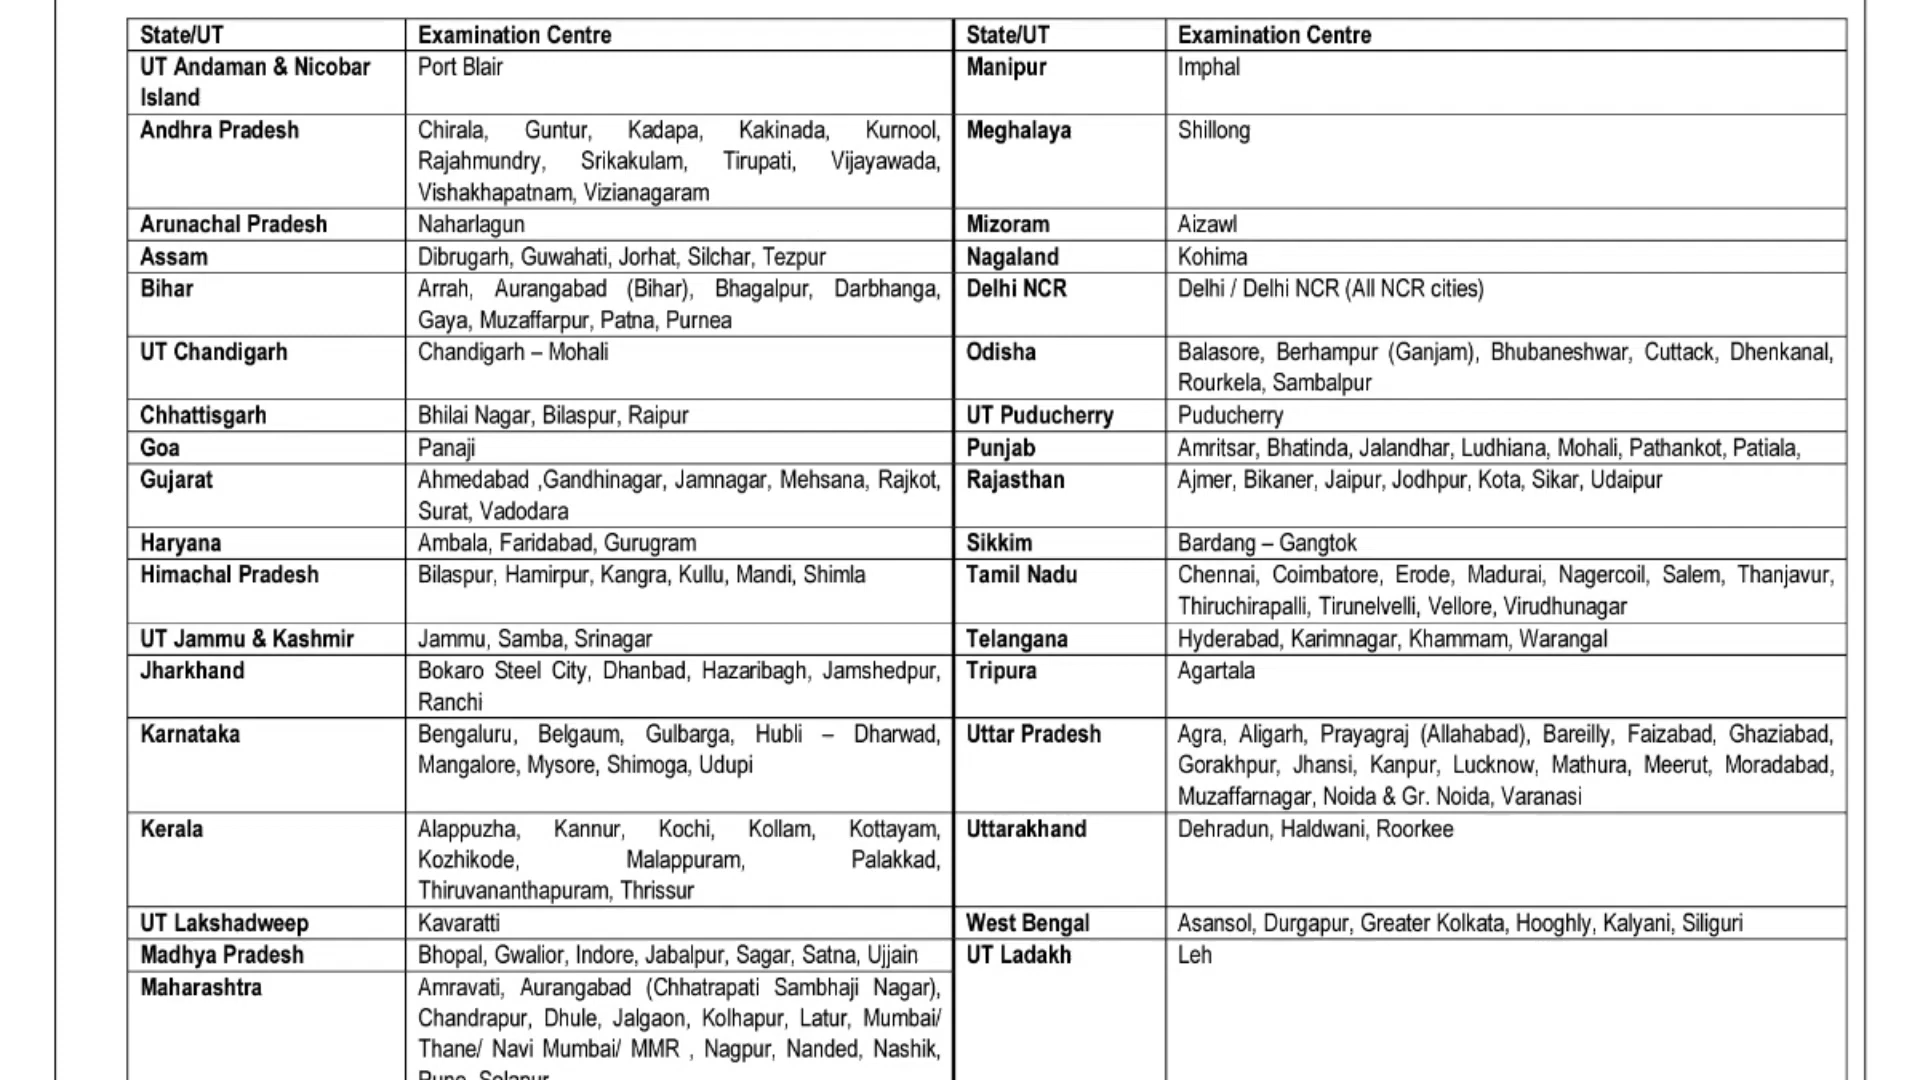 State/UT Examination Centre State/UT Examination Centre
UT Andaman & Nicobar Port Blair Manipur Imphal
Island
Andhra Pradesh Chirala, Guntur, Kadapa, Kakinada, Kurnool, Meghalaya Shillong
Rajahmundry, Srikakulam, Tirupati, Vijayawada,
Vishakhapatnam, Vizianagaram
Arunachal Pradesh Naharlagun Mizoram Aizawl
Assam Dibrugarh, Guwahati, Jorhat, Silchar, Tezpur Nagaland Kohima
Bihar Arrah, Aurangabad (Bihar), Bhagalpur, Darbhanga, Delhi NCR Delhi / Delhi NCR (All NCR cities)
Gaya, Muzaffarpur, Patna, Purnea
UT Chandigarh Chandigarh – Mohali Odisha Balasore, Berhampur (Ganjam), Bhubaneshwar, Cuttack, Dhenkanal,
Rourkela, Sambalpur
Chhattisgarh Bhilai Nagar, Bilaspur, Raipur UT Puducherry Puducherry
Goa Panaji Punjab Amritsar, Bhatinda, Jalandhar, Ludhiana, Mohali, Pathankot, Patiala,
Gujarat Ahmedabad ,Gandhinagar, Jamnagar, Mehsana, Rajkot, Rajasthan Ajmer, Bikaner, Jaipur, Jodhpur, Kota, Sikar, Udaipur
Surat, Vadodara
Haryana Ambala, Faridabad, Gurugram Sikkim Bardang – Gangtok
Himachal Pradesh Bilaspur, Hamirpur, Kangra, Kullu, Mandi, Shimla Tamil Nadu Chennai, Coimbatore, Erode, Madurai, Nagercoil, Salem, Thanjavur,
Thiruchirapalli, Tirunelvelli, Vellore, Virudhunagar
UT Jammu & Kashmir Jammu, Samba, Srinagar Telangana Hyderabad, Karimnagar, Khammam, Warangal
Jharkhand Bokaro Steel City, Dhanbad, Hazaribagh, Jamshedpur, Tripura Agartala
Ranchi
Karnataka Bengaluru, Belgaum, Gulbarga, Hubli – Dharwad, Uttar Pradesh Agra, Aligarh, Prayagraj (Allahabad), Bareilly, Faizabad, Ghaziabad,
Mangalore, Mysore, Shimoga, Udupi Gorakhpur, Jhansi, Kanpur, Lucknow, Mathura, Meerut, Moradabad,
Muzaffarnagar, Noida & Gr. Noida, Varanasi
Kerala Alappuzha, Kannur, Kochi, Kollam, Kottayam, Uttarakhand Dehradun, Haldwani, Roorkee
Kozhikode, Malappuram, Palakkad,
Thiruvananthapuram, Thrissur
UT Lakshadweep Kavaratti West Bengal Asansol, Durgapur, Greater Kolkata, Hooghly, Kalyani, Siliguri
Madhya Pradesh Bhopal, Gwalior, Indore, Jabalpur, Sagar, Satna, Ujjain UT Ladakh Leh
Maharashtra Amravati, Aurangabad (Chhatrapati Sambhaji Nagar),
Chandrapur, Dhule, Jalgaon, Kolhapur, Latur, Mumbai/
Thane/ Navi Mumbai/ MMR , Nagpur, Nanded, Nashik,
Pune, Solapur